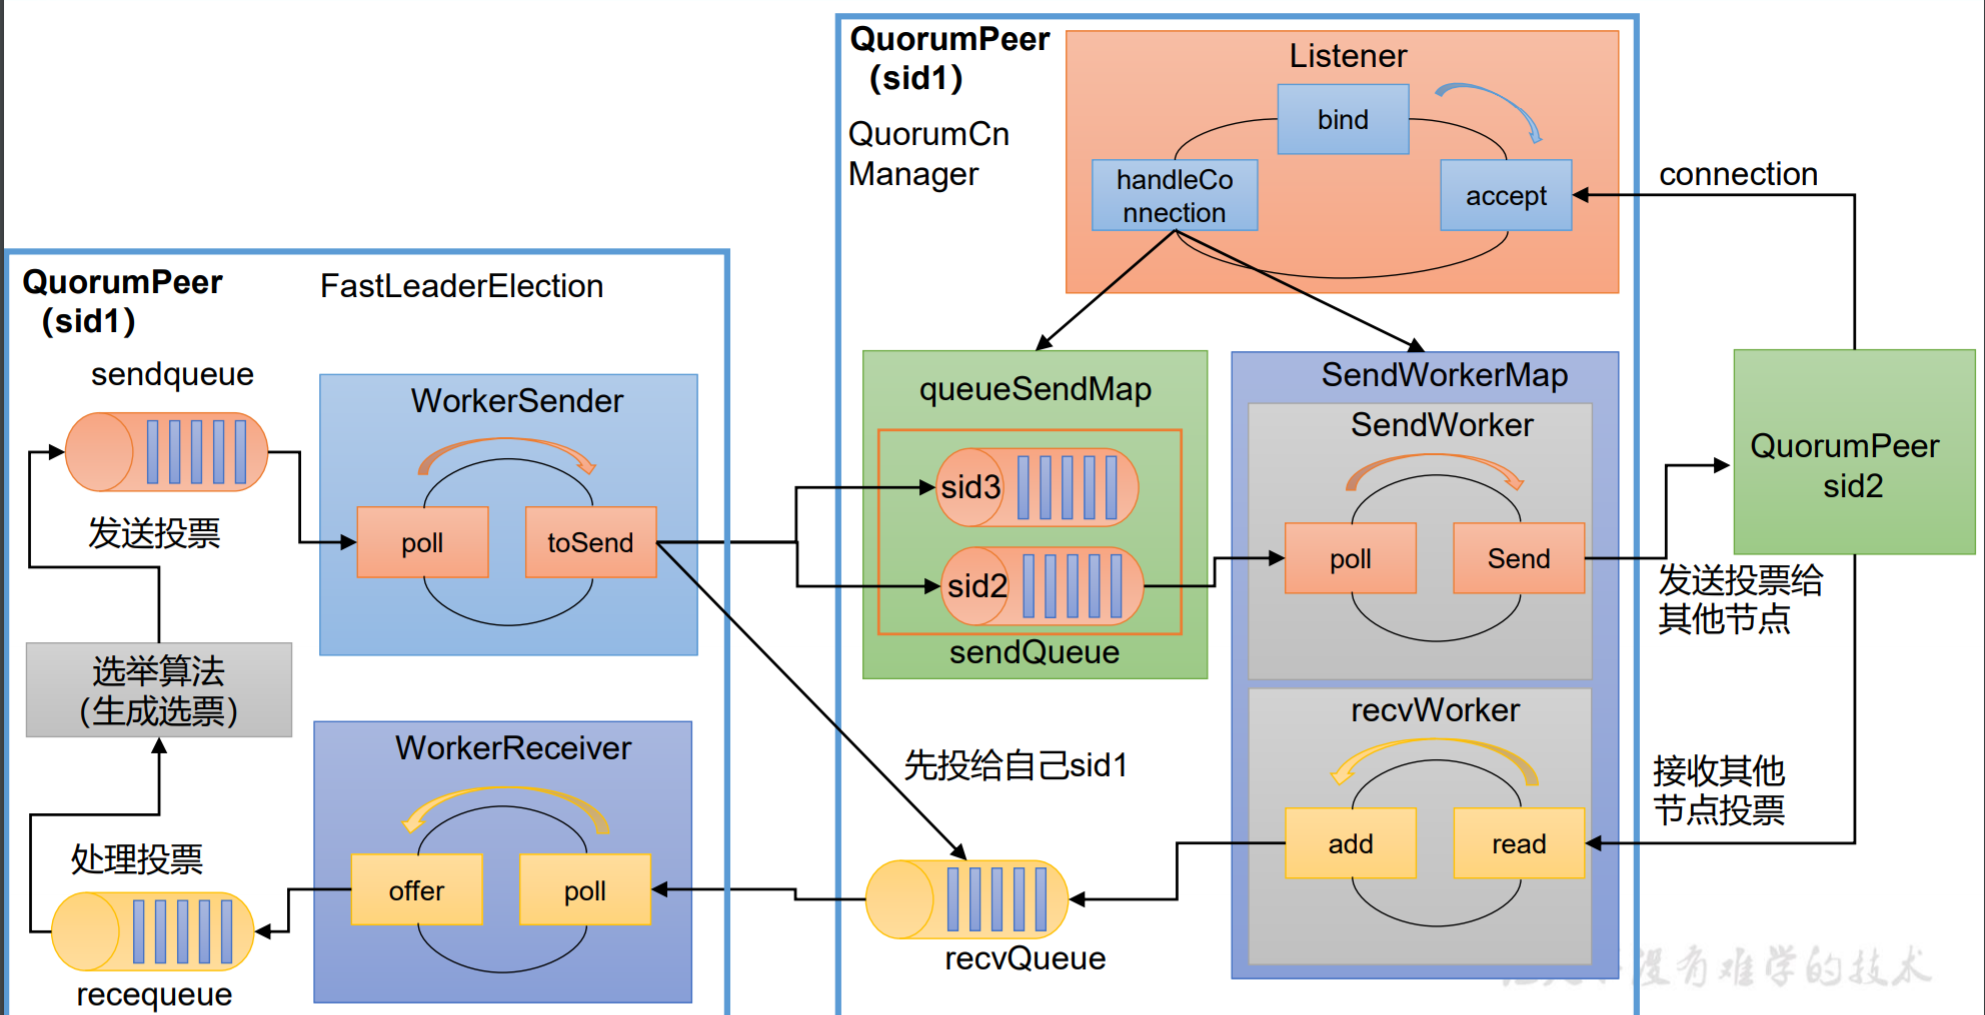 QuorumPeer
（sid1）
QuorumCn
Manager
Listener
bind
handleCo
nnection
accept
connection
QuorumPeer
（sid1）
FastLeaderElection
sendqueue
发送投票
WorkerSender
poll
toSend
选举算法
（生成选票）
WorkerReceiver
offer
poll
处理投票
recequeue
queueSendMap
sid3
sid2
sendQueue
先投给自己sid1
recvQueue
SendWorkerMap
SendWorker
poll
Send
recvWorker
add
read
QuorumPeer
sid2
发送投票给
其他节点
接收其他
节点投票
没有难学的技术